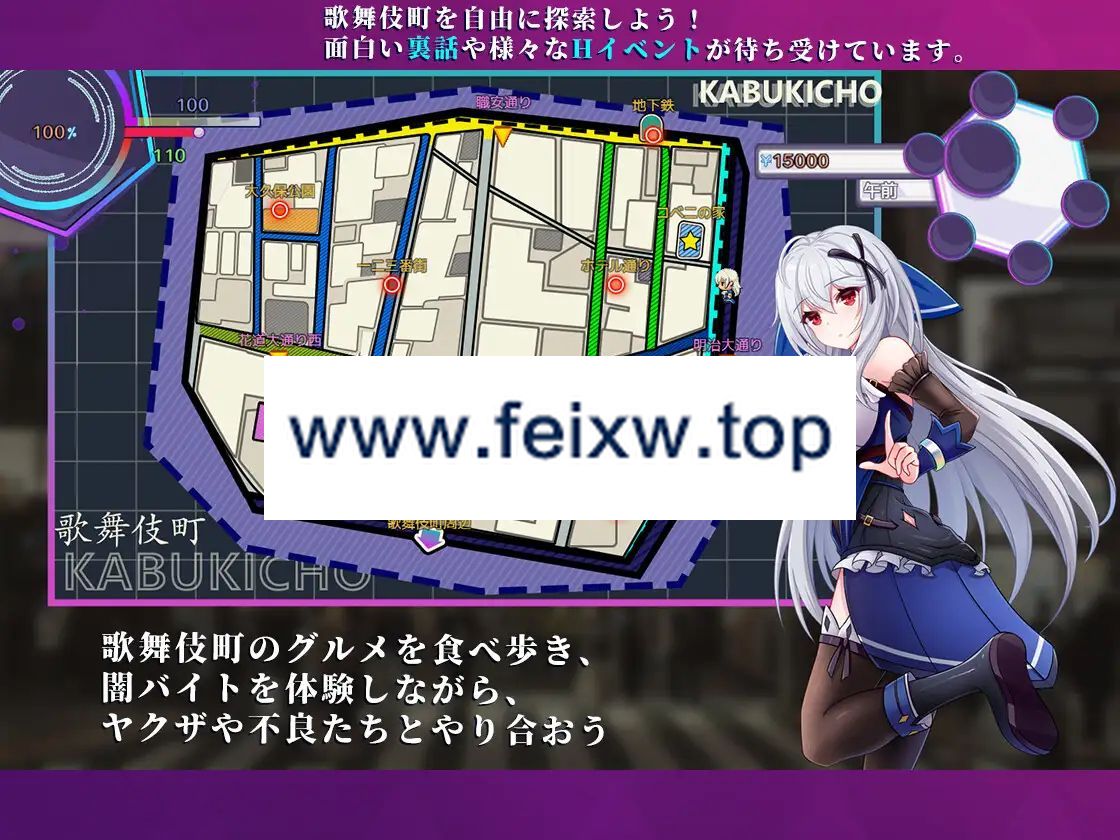 歌舞伎町を自由に探索しよう！
面白い裏話や様々なHイベントが待ち受けています。
KABUKICHO
100
100%
110
職安通り
地下鉄
¥15000
午前
大久保公園
コベニの家
一二三番街
ホテル通り
花道大通り西
明治大通り
www.feixw.top
歌舞伎町周辺
歌舞伎町
KABUKICHO
歌舞伎町のグルメを食べ歩き、
闇バイトを体験しながら、
ヤクザや不良たちとやり合おう